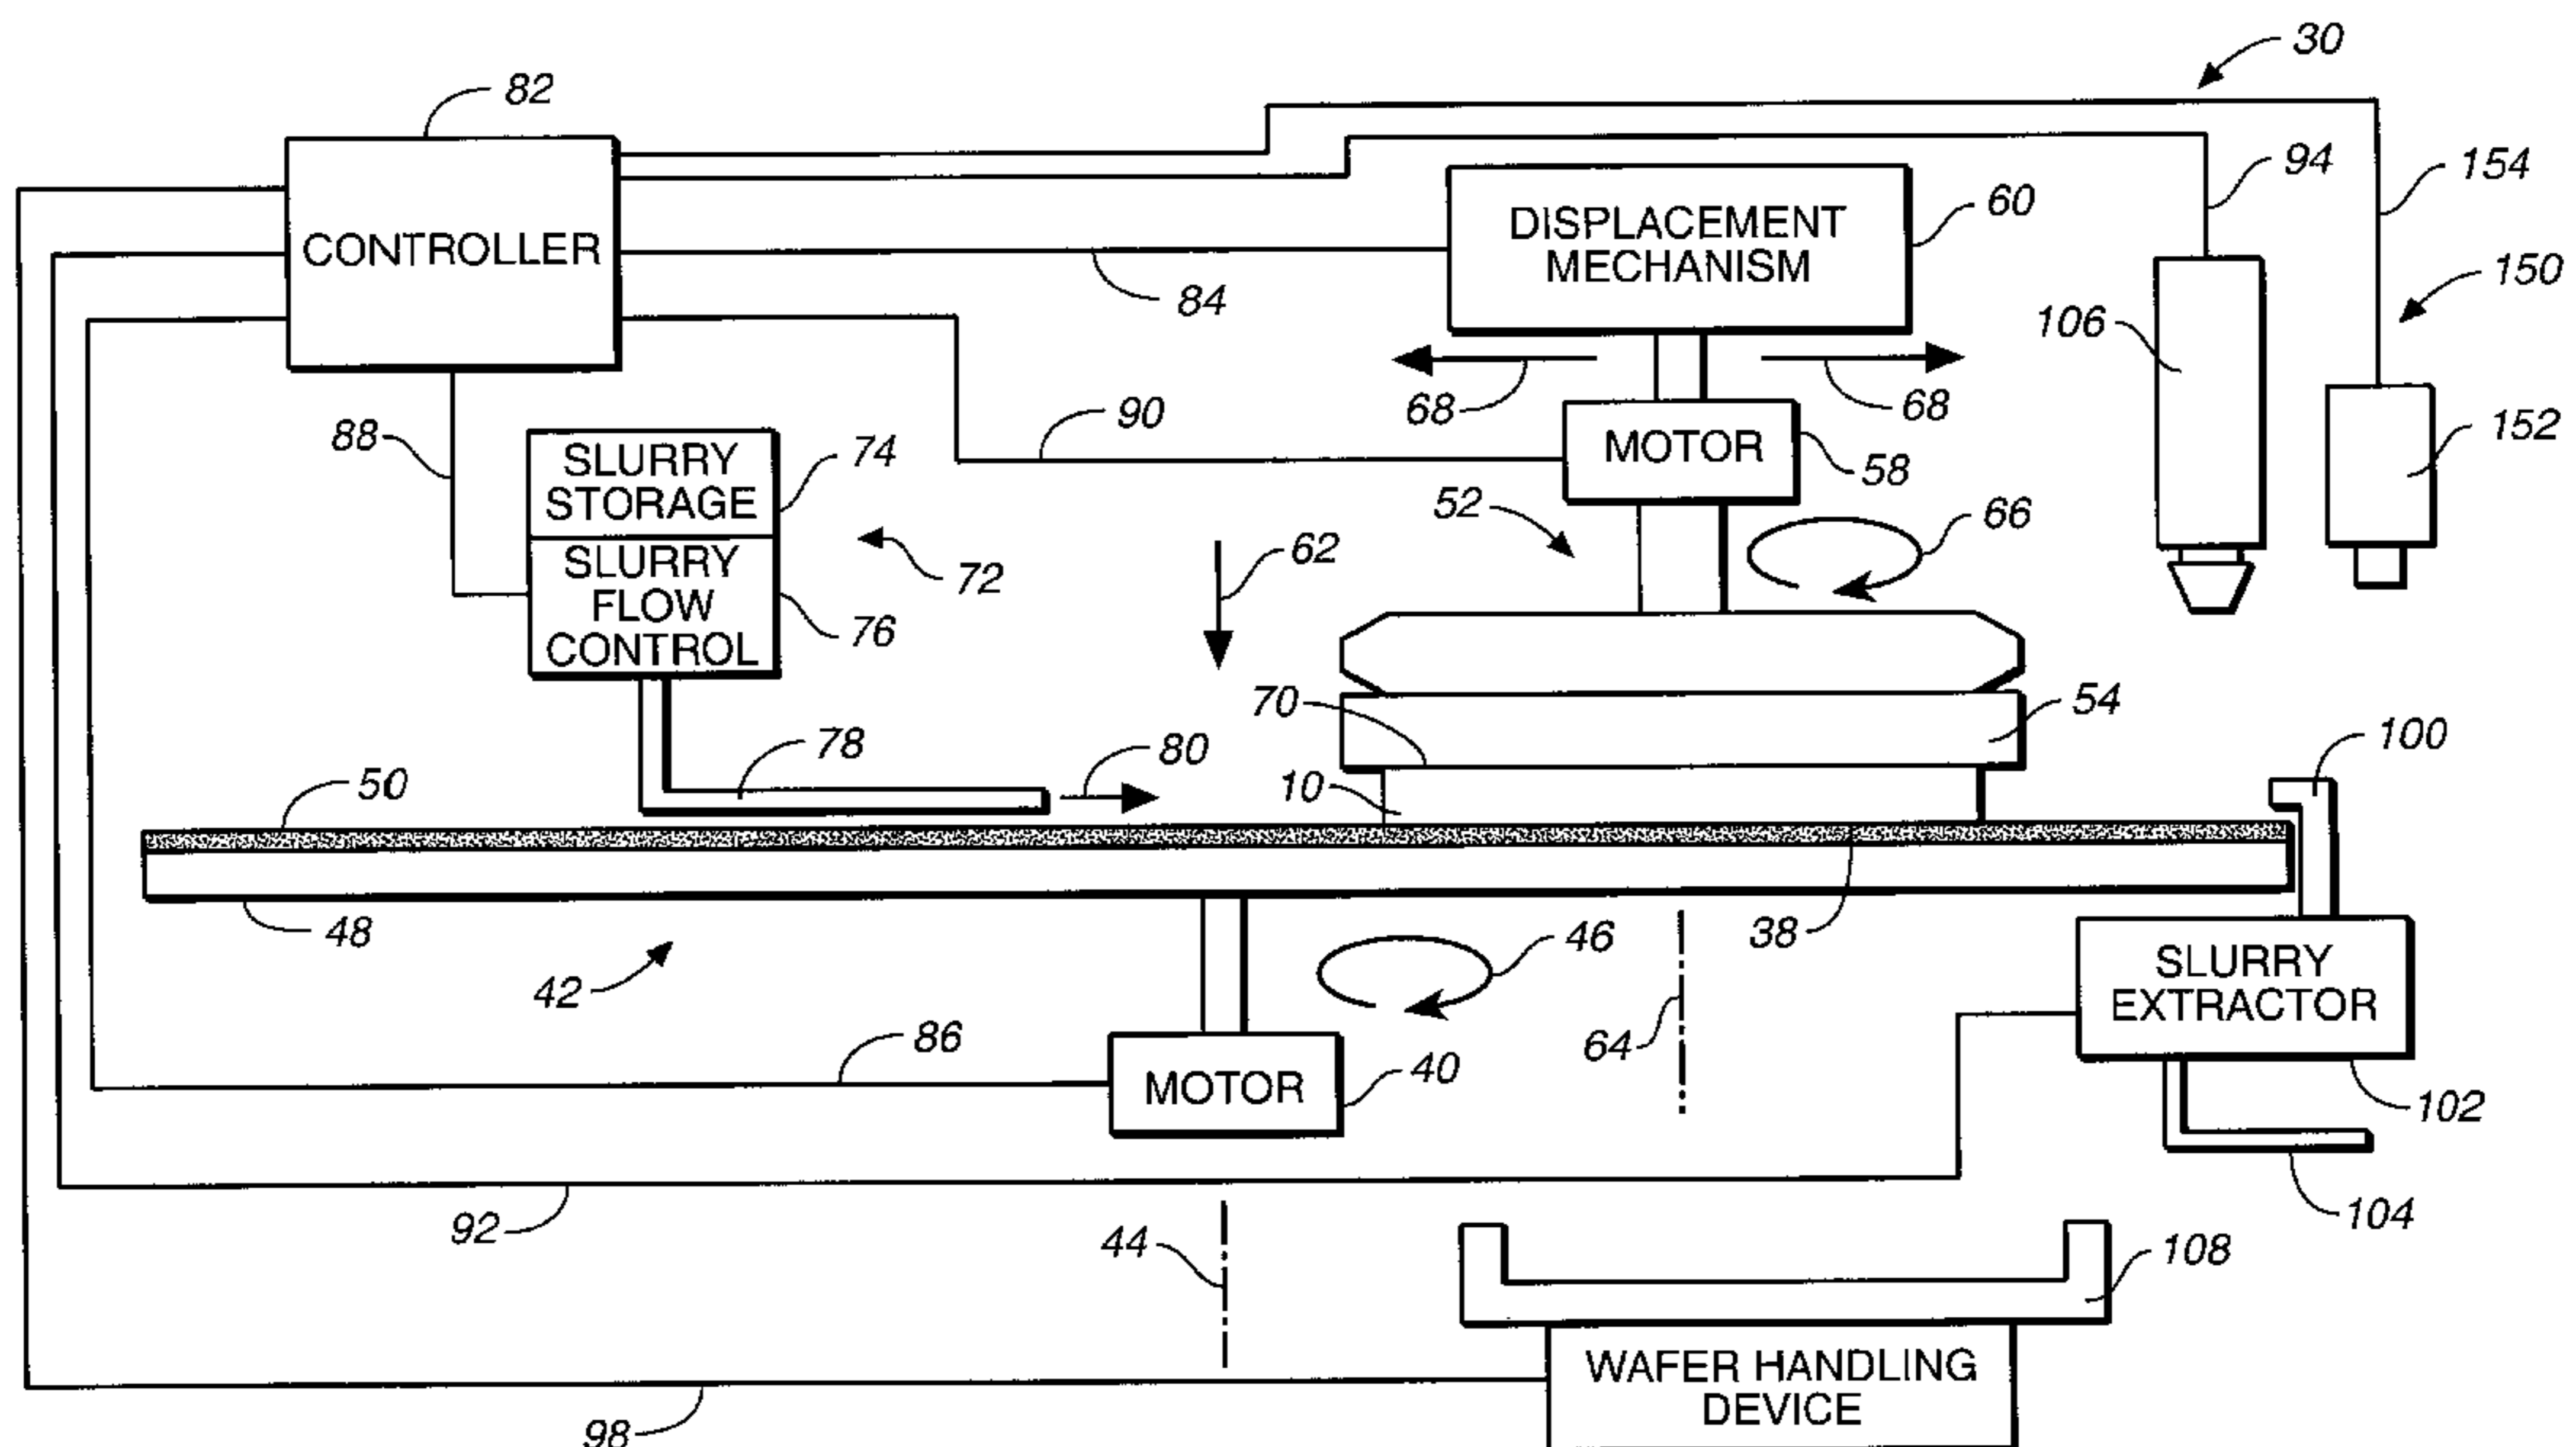 30
82
94
154
CONTROLLER
DISPLACEMENT
MECHANISM
60
84
150
106
68
68
90
88
SLURRY
STORAGE
74
MOTOR
58
152
52
66
SLURRY
FLOW
CONTROL
72
76
62
70
54
78
80
100
50
10
48
38
46
42
SLURRY
EXTRACTOR
86
64
MOTOR
40
102
92
44
104
108
WAFER HANDLING
DEVICE
98